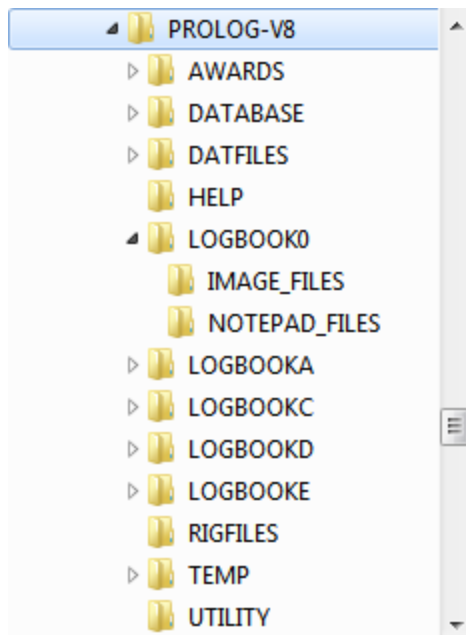 PROLOG-V8
AWARDS
DATABASE
DATFILES
HELP
LOGBOOK0
IMAGE_FILES
NOTEPAD_FILES
LOGBOOKA
LOGBOOKC
LOGBOOKD
LOGBOOKE
RIGFILES
TEMP
UTILITY